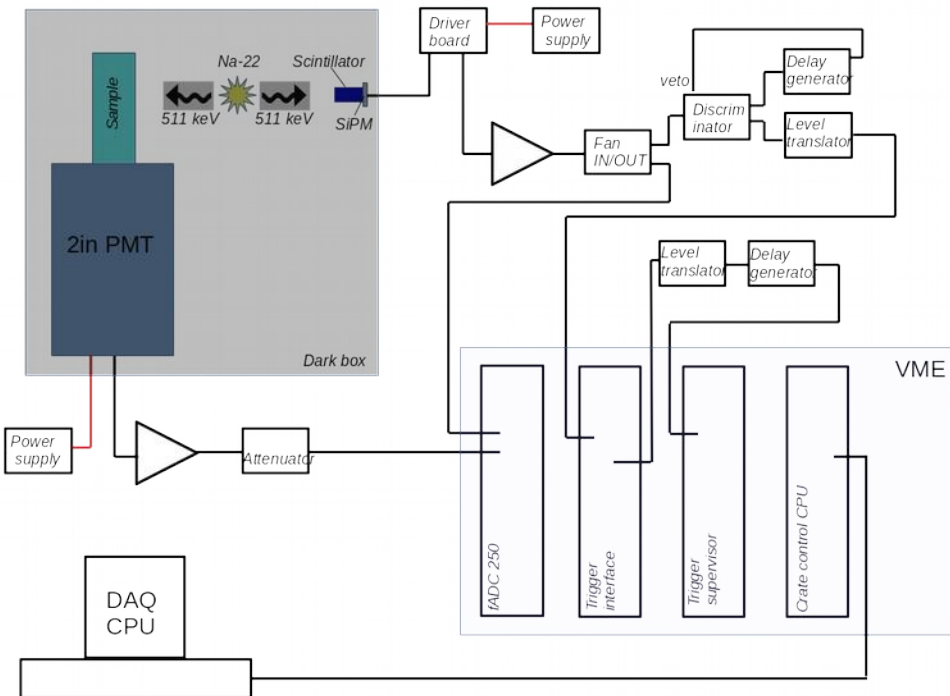 Driver
board
Power
supply
Na-22
Scintillator
Sample
511 keV
511 keV
SiPM
veto
Delay
generator
Discrim
inator
Level
translator
Fan
IN/OUT
2in PMT
Level
translator
Delay
generator
Dark box
VME
Power
supply
Attenuator
fADC 250
Trigger
interface
Trigger
supervisor
Crate control CPU
DAQ
CPU